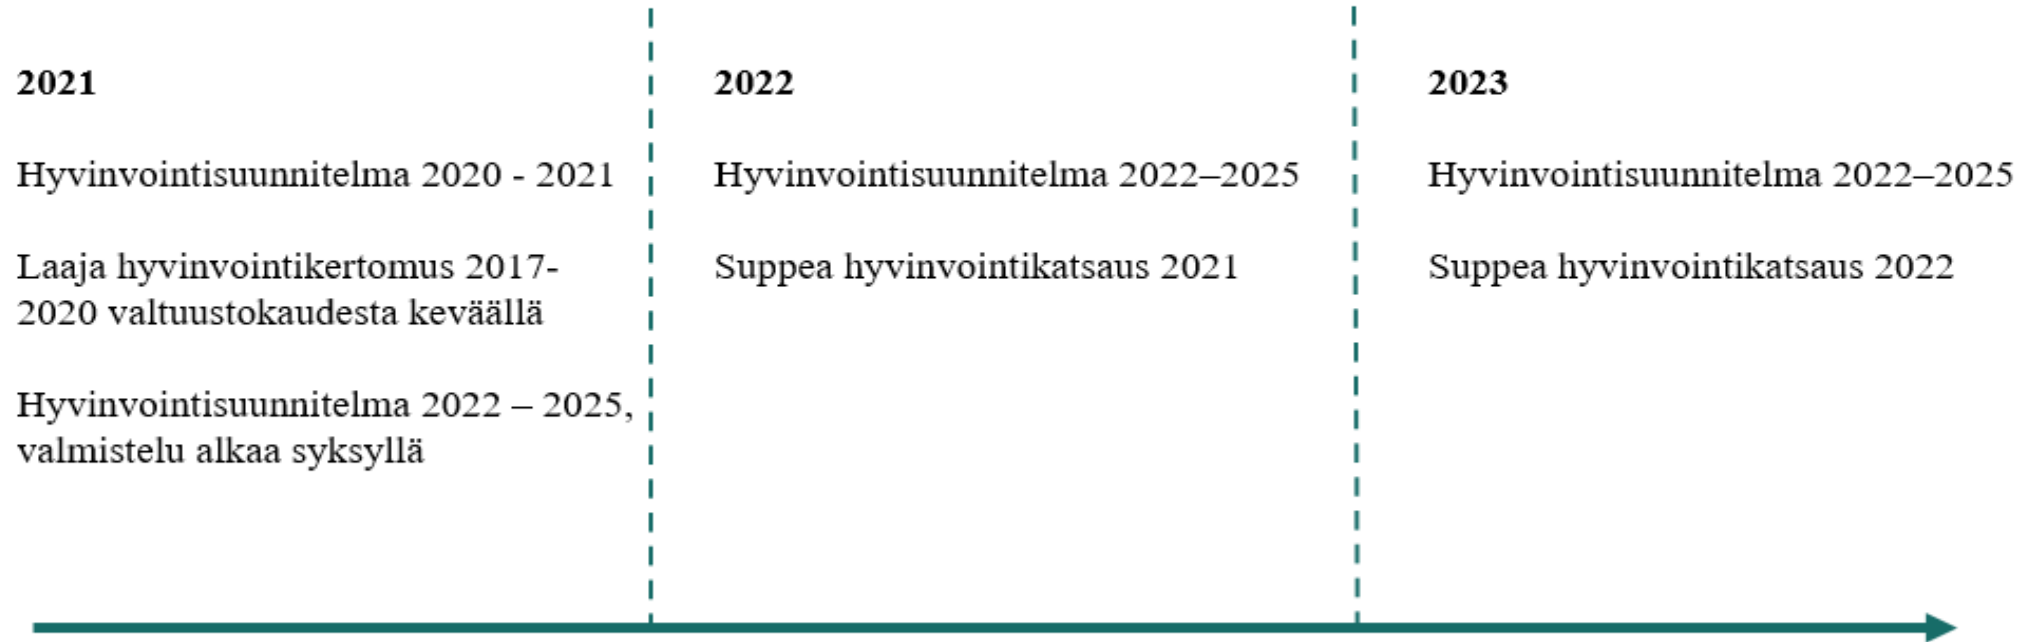 2021
Hyvinvointisuunnitelma 2020 - 2021
Laaja hyvinvointikertomus 2017-
2020 valtuustokaudesta keväällä
Hyvinvointisuunnitelma 2022 – 2025,
valmistelu alkaa syksyllä
2022
Hyvinvointisuunnitelma 2022–2025
Suppea hyvinvointikatsaus 2021
2023
Hyvinvointisuunnitelma 2022–2025
Suppea hyvinvointikatsaus 2022